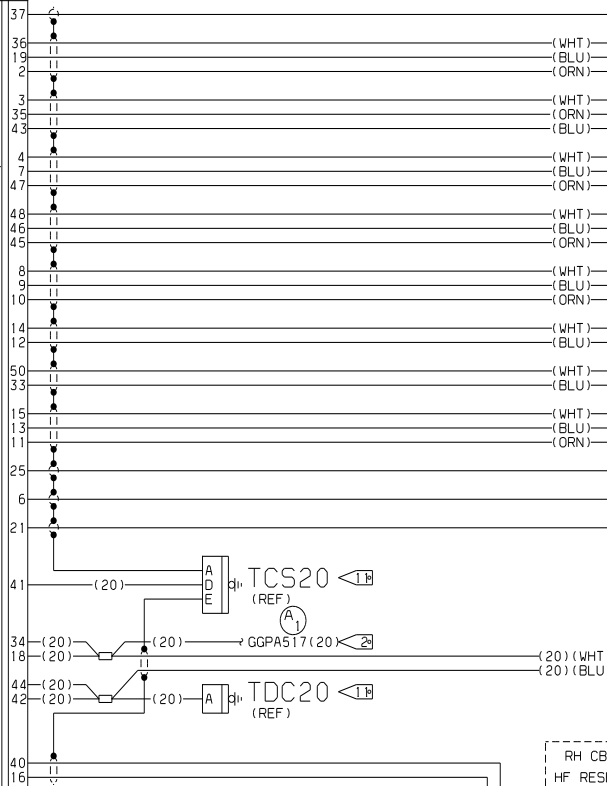 37
36 (WHT)
19 (BLU)
2 (ORN)
3 (WHT)
35 (ORN)
43 (BLU)
4 (WHT)
7 (BLU)
47 (ORN)
48 (WHT)
46 (BLU)
45 (ORN)
8 (WHT)
9 (BLU)
10 (ORN)
14 (WHT)
12 (BLU)
50 (WHT)
33 (BLU)
15 (WHT)
13 (BLU)
11 (ORN)
25
6
21
A
41 (20) D TCS20 11
E (REF)
A 1
34 (20) (20) GGPA517(20) 2
18 (20) (20)(WHT
(20)(BLU
44 (20)
42 (20) (20) A TDC20 11
(REF)
40 RH CB
16 HF RES